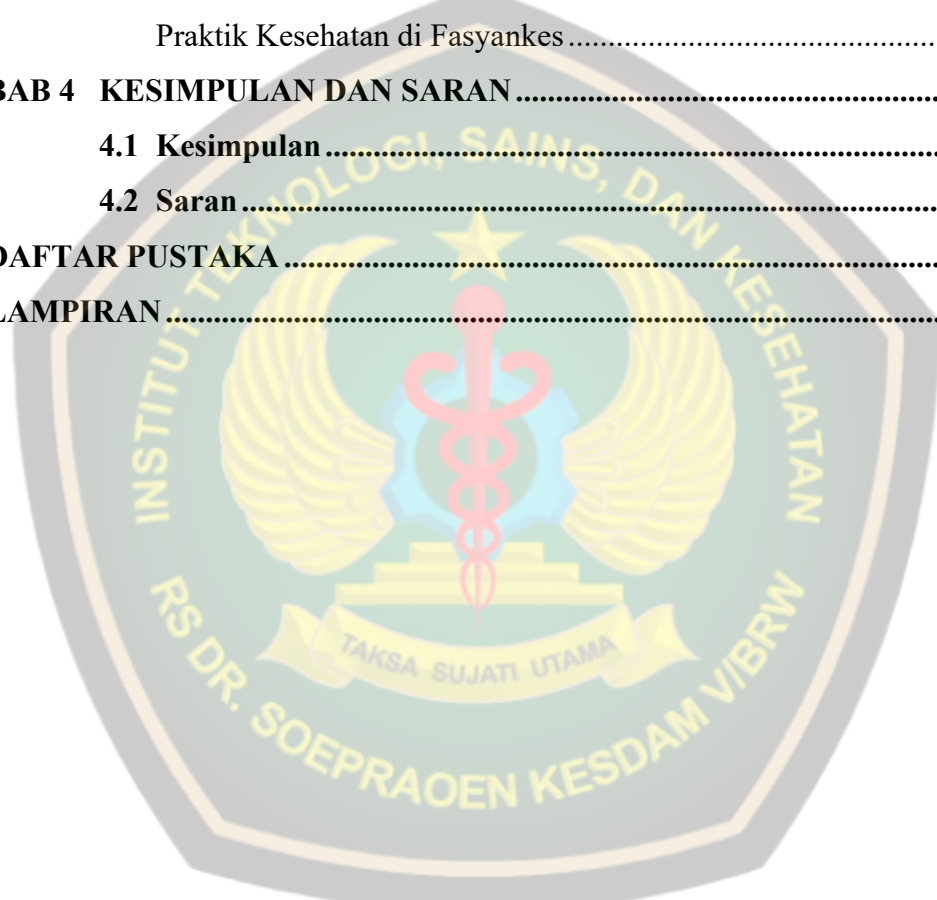 Praktik Kesehatan di Fasyankes
BAB 4 KESIMPULAN DAN SARAN
4.1 Kesimpulan
4.2 Saran
DAFTAR PUSTAKA
LAMPIRAN
INSTITUT TEKNOLOGI, SAINS, DAN KESEHATAN
TAKSA SUJATI UTAMA
RS DR. SOEPRAOEN KESDAM V/BRW